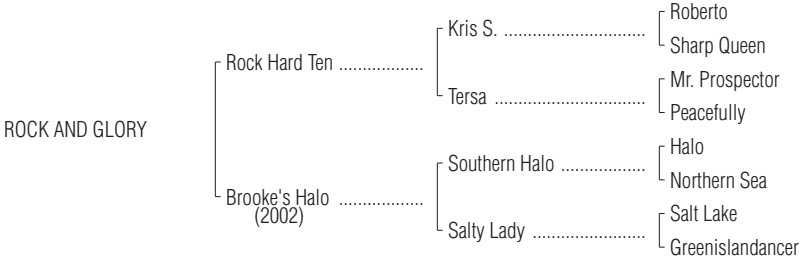 Roberto
Kris S. ..............................
Sharp Queen
Rock Hard Ten ..................
Mr. Prospector
Tersa ................................
Peacefully
ROCK AND GLORY
Halo
Southern Halo ..................
Northern Sea
Brooke's Halo ..................
(2002)
Salt Lake
Salty Lady ........................
Greenislandancer